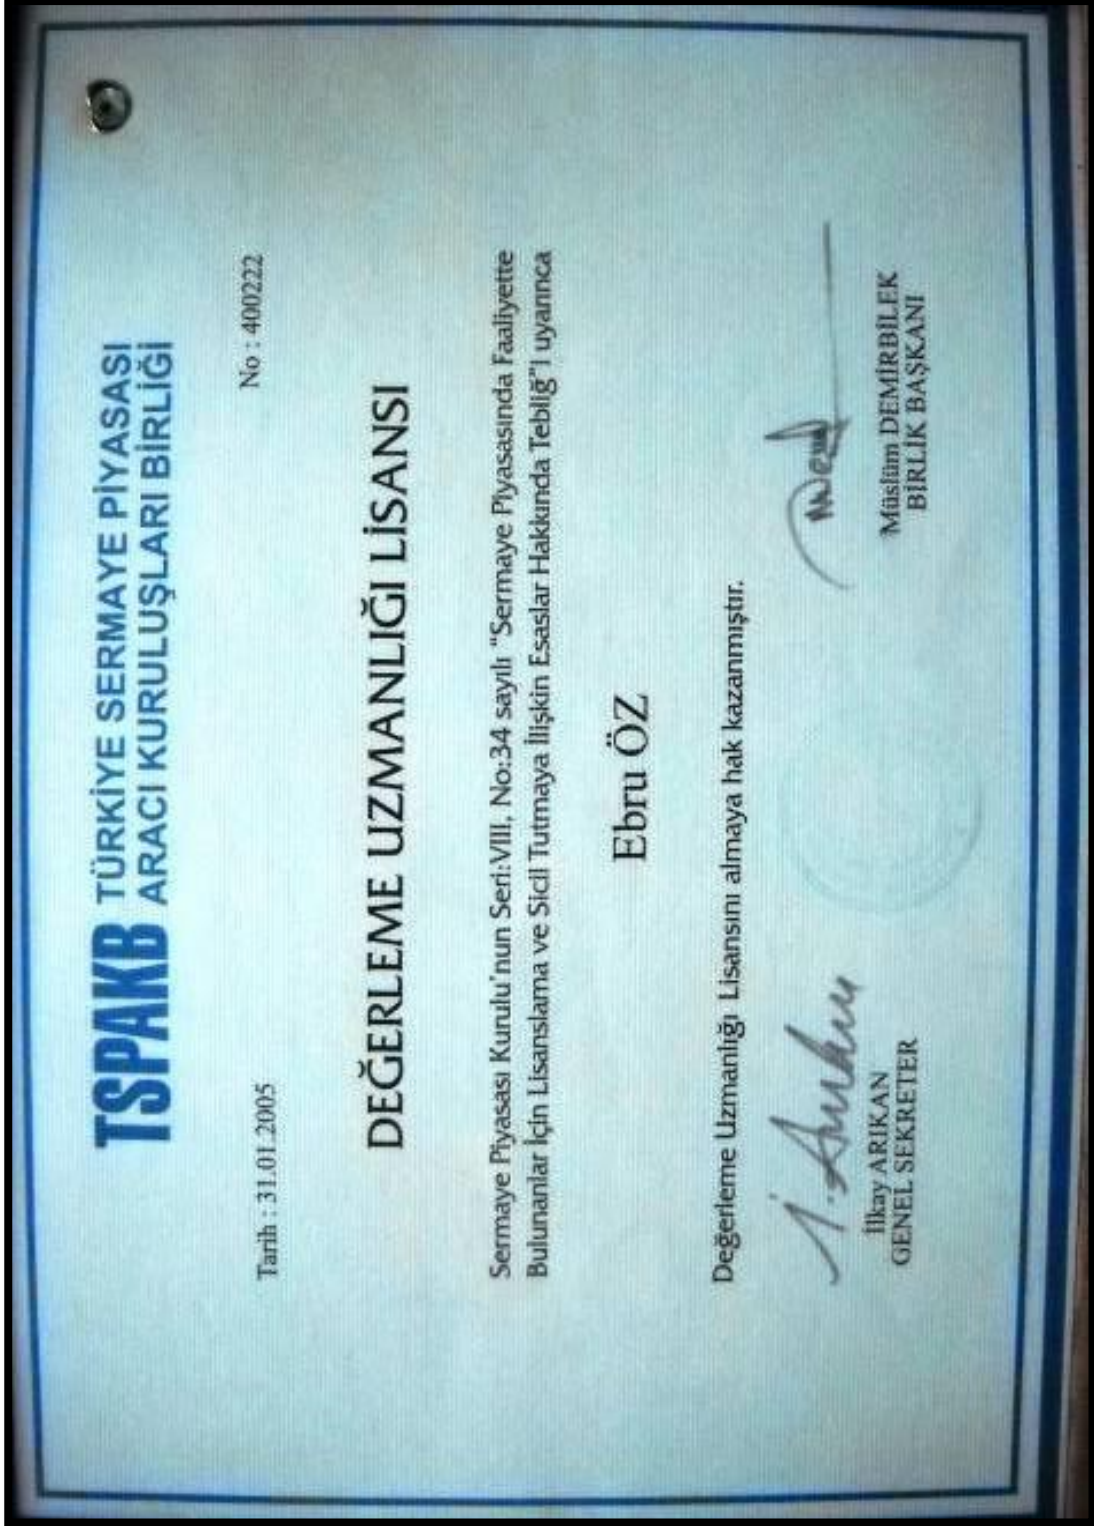 TSPAKB TÜRKİYE SERMAYE PİYASASI
ARACI KURULUŞLARI BİRLİĞİ
Tarih : 31.01.2005 No : 400222
DEĞERLEME UZMANLIĞI LİSANSI
Sermaye Piyasası Kurulu'nun Seri:VIII, No:34 sayılı "Sermaye Piyasasında Faaliyette
Bulunanlar İçin Lisanslama ve Sicil Tutmaya İlişkin Esaslar Hakkında Tebliğ"i uyarınca
Ebru ÖZ
Değerleme Uzmanlığı Lisansını almaya hak kazanmıştır.
İ. Arıkan
İlkay ARIKAN Müslüm DEMİRBİLEK
GENEL SEKRETER BİRLİK BAŞKANI